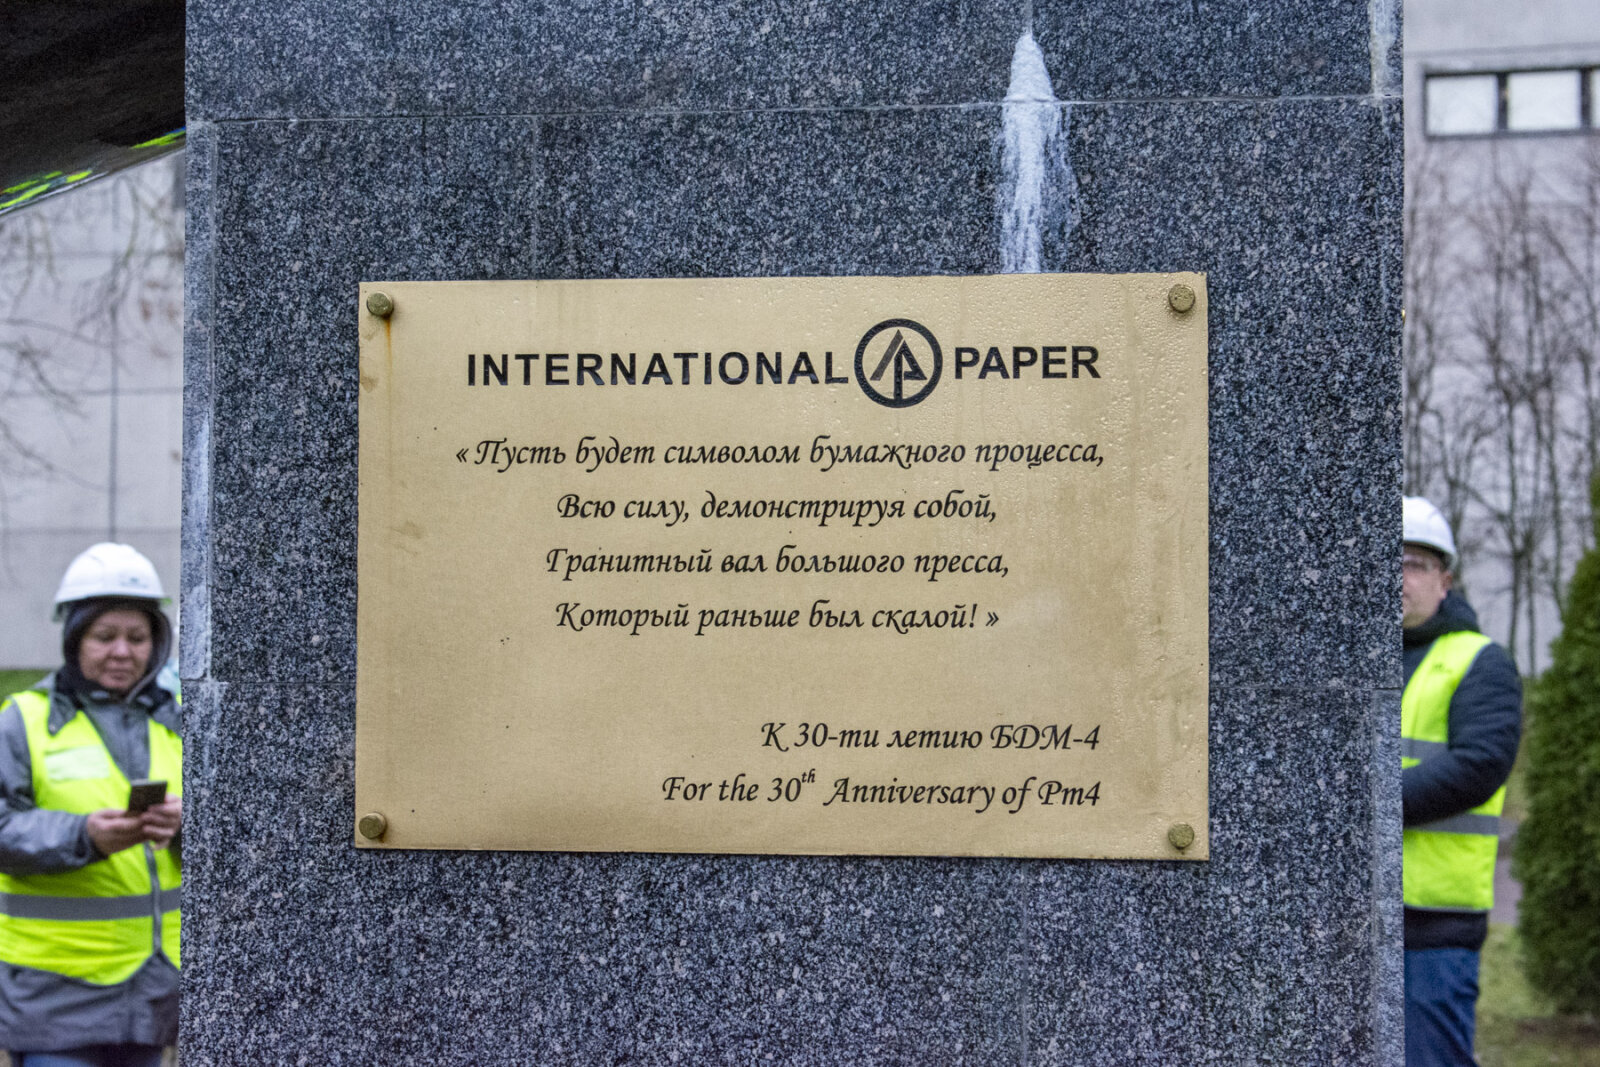 INTERNATIONAL PAPER
« Пусть будет символом бумажного процесса,
Всю силу, демонстрируя собой,
Гранитный вал большого пресса,
Который раньше был скалой! »
К 30-ти летию БДМ-4
For the 30th Anniversary of Pm4